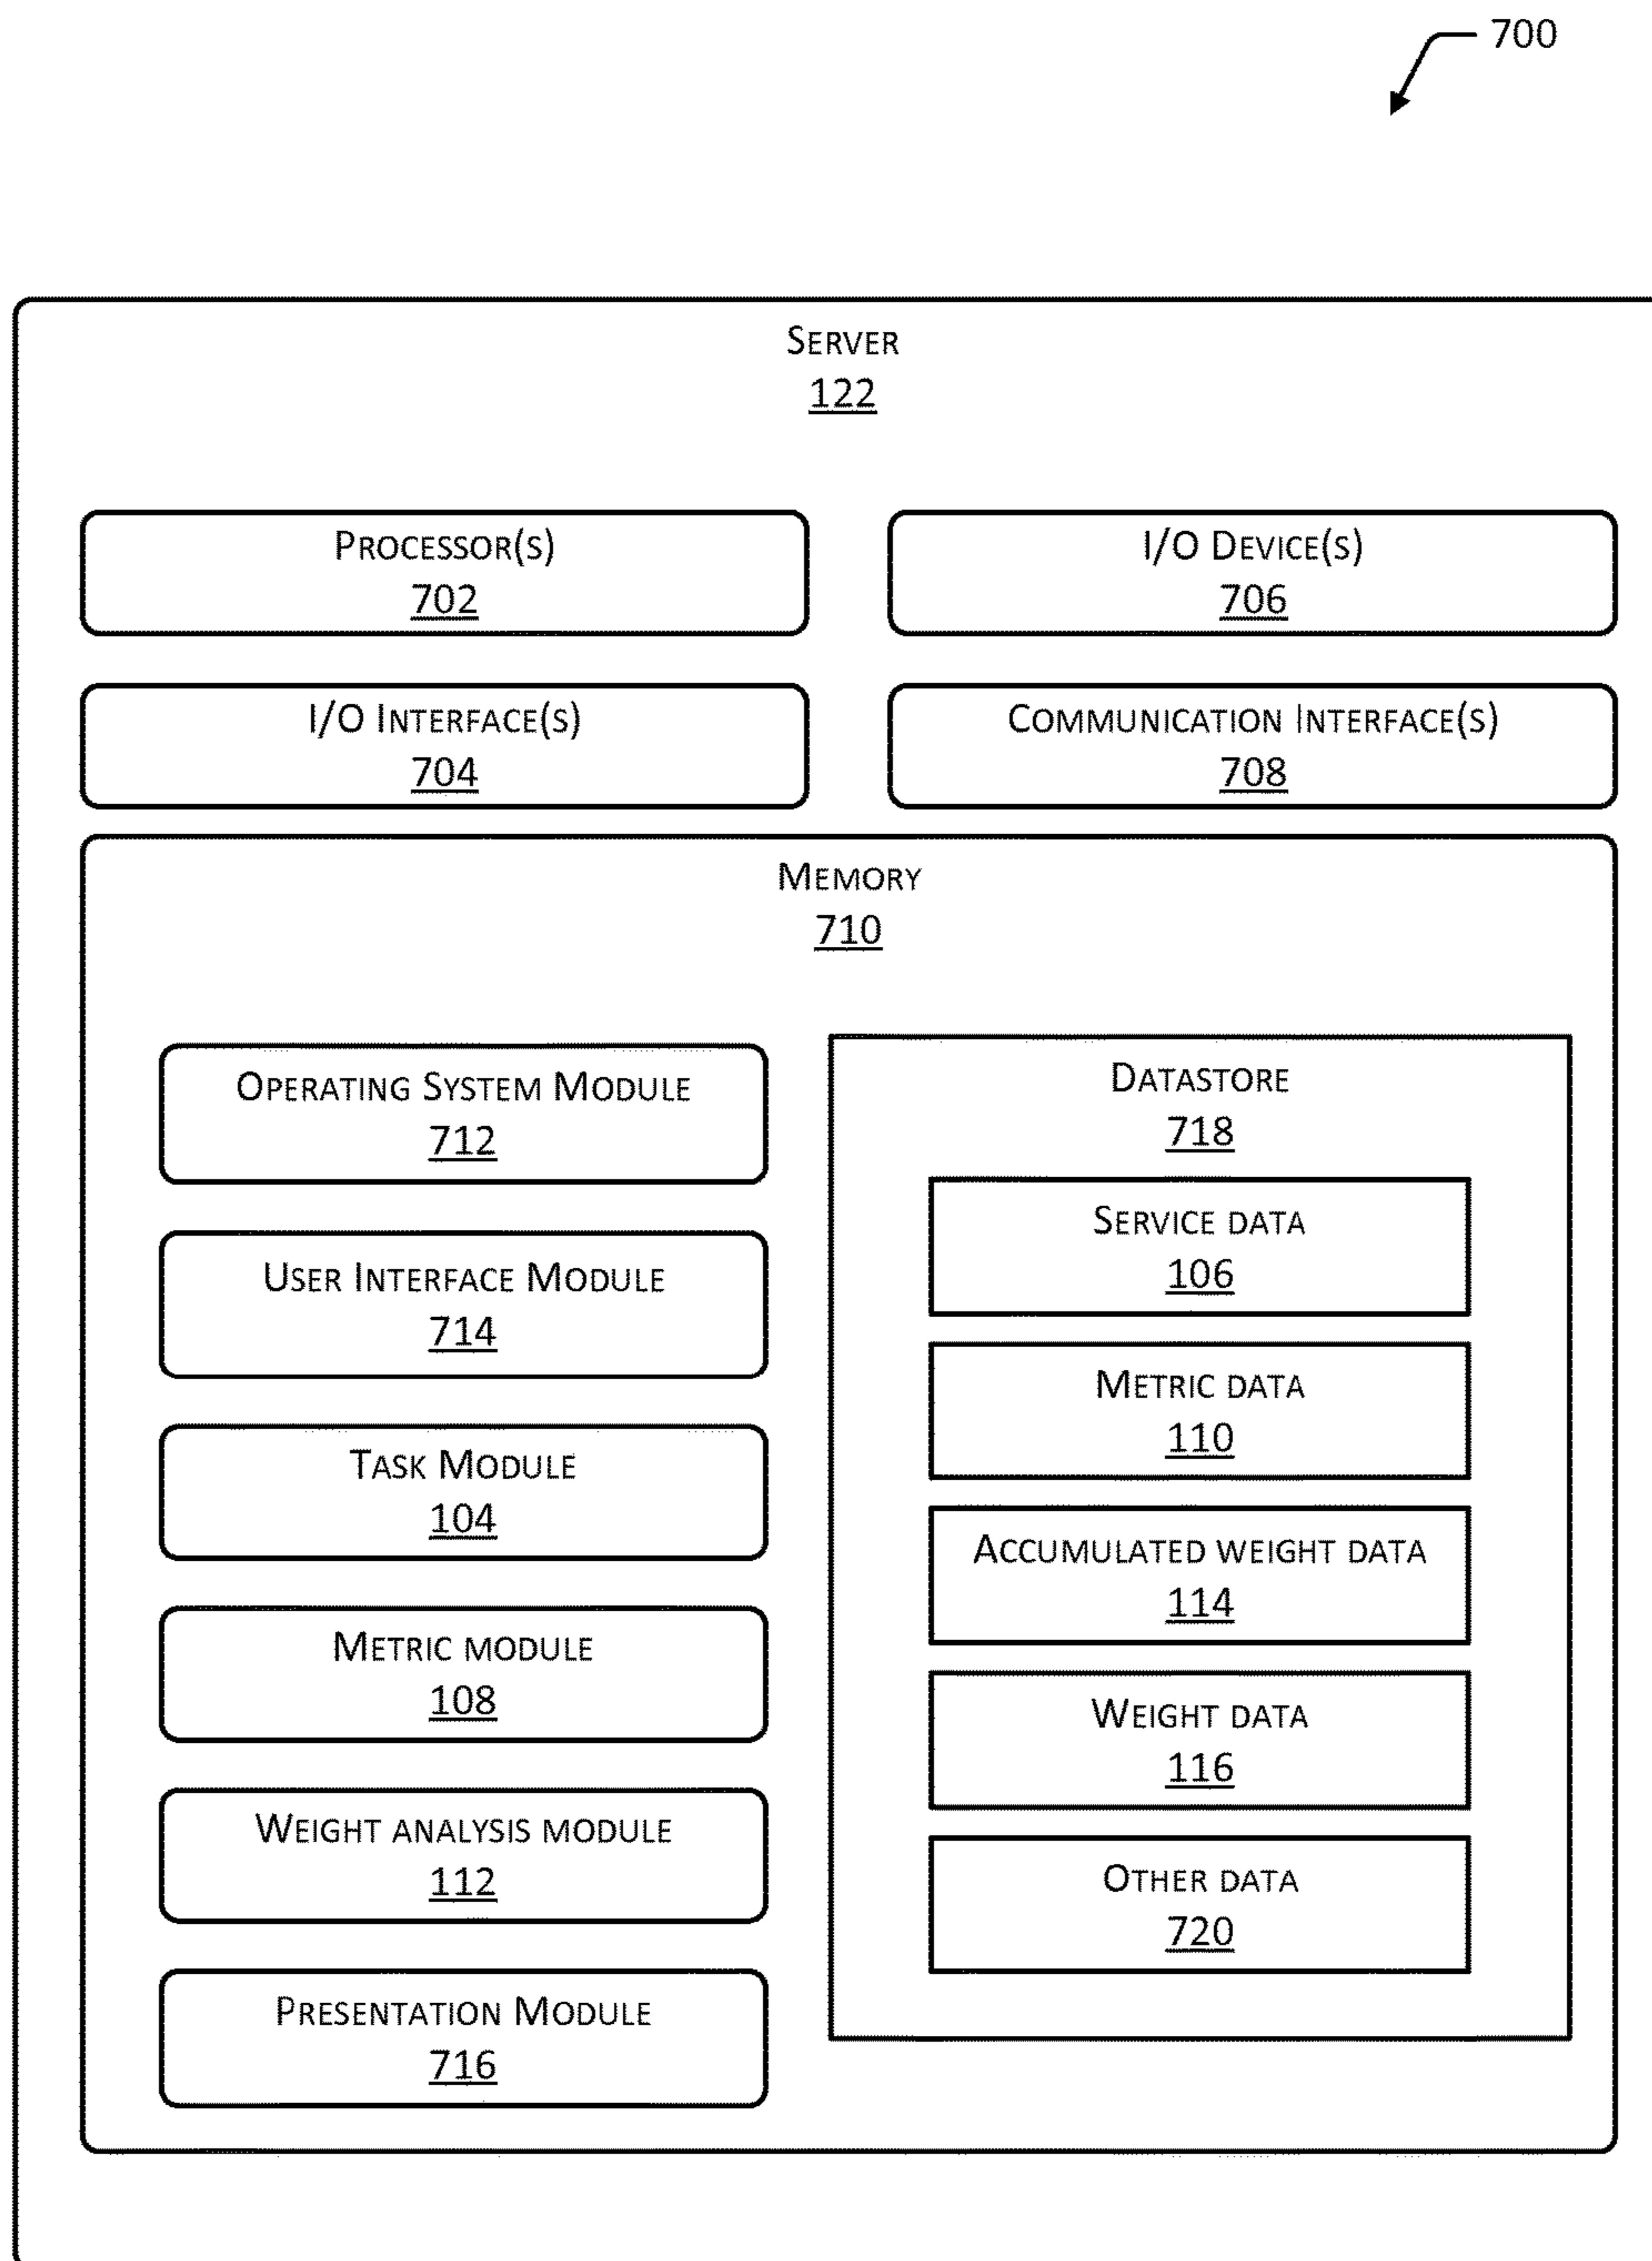 700
Server
122
Processor(s)
702
I/O Device(s)
706
I/O Interface(s)
704
Communication Interface(s)
708
Memory
710
Operating System Module
712
User Interface Module
714
Task Module
104
Metric module
108
Weight analysis module
112
Presentation Module
716
Datastore
718
Service data
106
Metric data
110
Accumulated weight data
114
Weight data
116
Other data
720